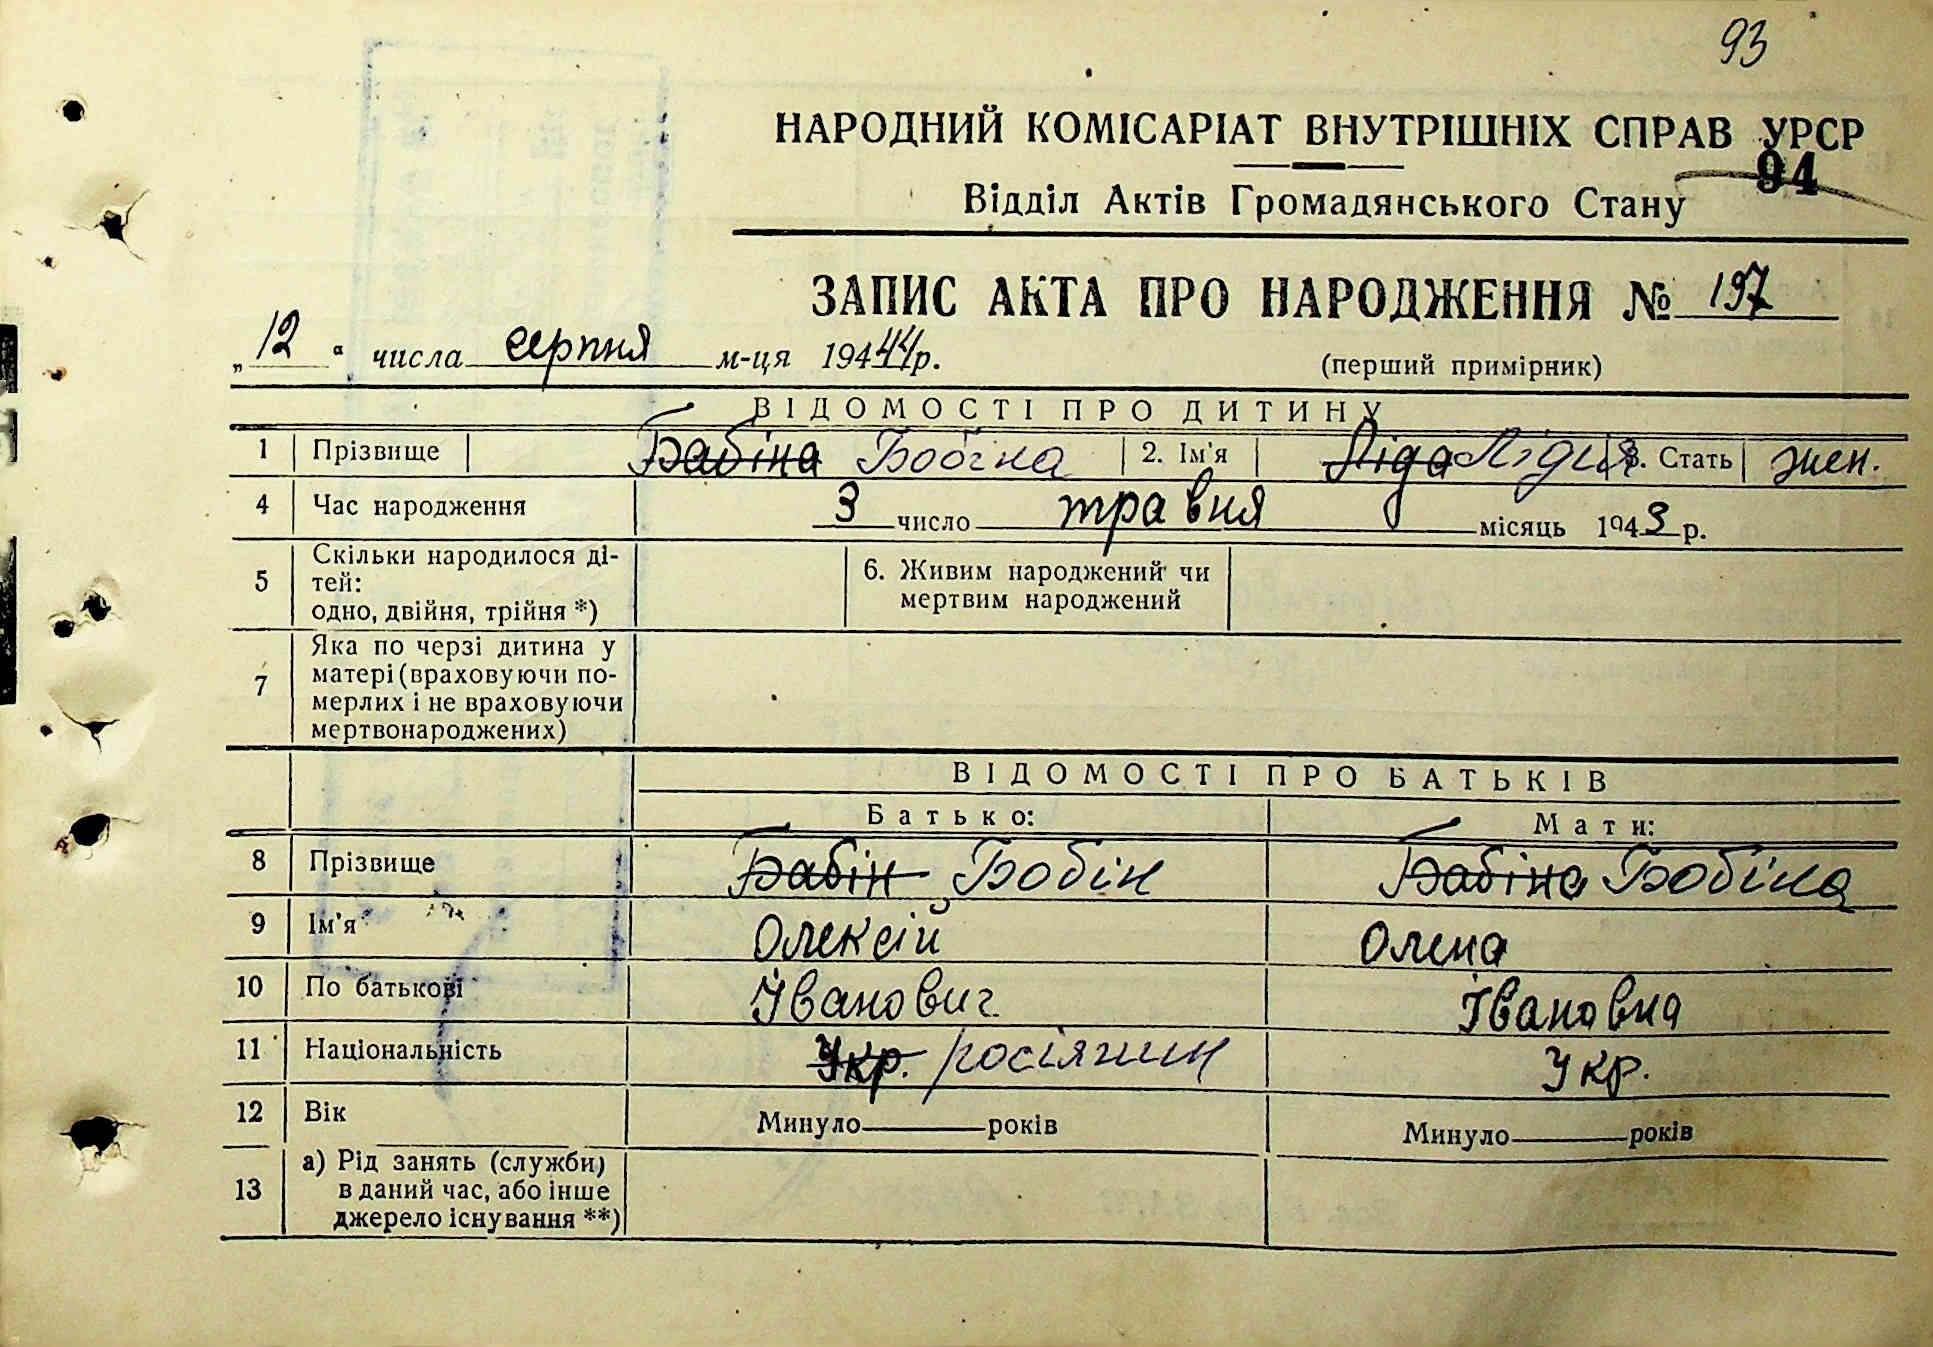 93
НАРОДНИЙ КОМІСАРІАТ ВНУТРІШНІХ СПРАВ УРСР
94
Відділ Актів Громадянського Стану
ЗАПИС АКТА ПРО НАРОДЖЕННЯ № 197
„12" числа серпня м-ця 19444р.
(перший примірник)
ВІДОМОСТІ ПРО ДИТИНУ
1 Прізвище Бабіна Бобіна 2. Ім'я Ліда Лідія 3. Стать жен.
4 Час народження 3 число травня місяць 1943 р.
5 Скільки народилося ді-
тей:
одно, двійня, трійня *)
6. Живим народжений чи
мертвим народжений
7 Яка по черзі дитина у
матері (враховуючи по-
мерлих і не враховуючи
мертвонароджених)
ВІДОМОСТІ ПРО БАТЬКІВ
Батько: Мати:
8 Прізвище Бабін Бобін Бабіна Бобіна
9 Ім'я Олексій Олена
10 По батькові Іванович Івановна
11 Національність Укр. росіянин Укр.
12 Вік Минуло років Минуло років
13 а) Рід занять (служби)
в даний час, або інше
джерело існування **)